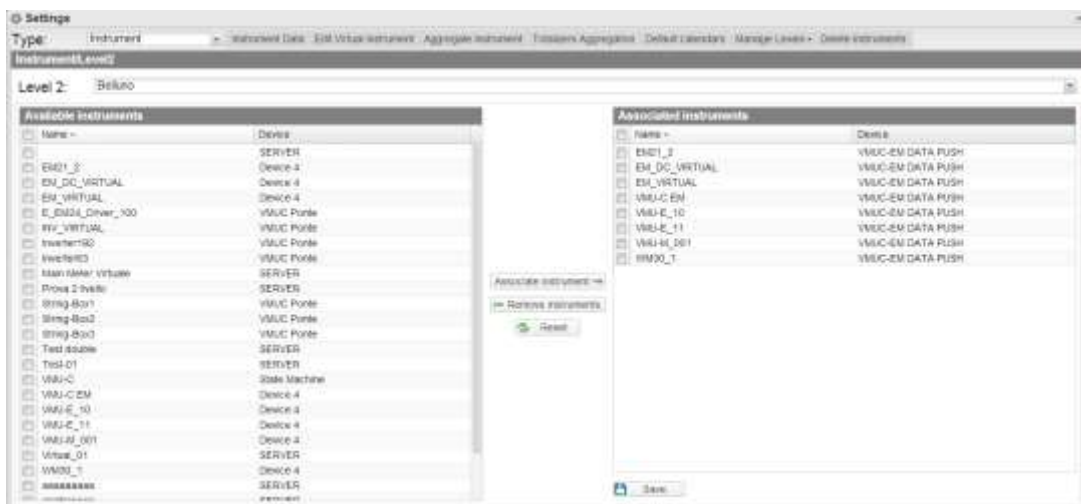 Settings
Type: Instrument Instrument Data Edit Virtual Instrument Aggregate Instrument Totalizers Aggregation Default calendars Manage Levels Delete instruments
Instrument/Level2
Level 2: Belluno
Available instruments
Name Device
SERVER
EM21_2 Device 4
EM_DC_VIRTUAL Device 4
EM_VIRTUAL Device 4
E_EM24_Driver_100 VMUC Ponte
INV_VIRTUAL VMUC Ponte
VMUC Ponte
VMUC Ponte
Main Meter Virtuale SERVER
Prova 2 livello SERVER
String-Box1 VMUC Ponte
String-Box2 VMUC Ponte
String-Box3 VMUC Ponte
Test double SERVER
Test-01 SERVER
VMU-C State Machine
VMU-C EM Device 4
VMU-E_10 Device 4
VMU-E_11 Device 4
VMU-M_001 Device 4
Virtual_01 SERVER
WM30_1 Device 4
SERVER
Associate instrument
Remove instruments
Reset
Associated instruments
Name Device
EM21_2 VMUC-EM DATA PUSH
EM_DC_VIRTUAL VMUC-EM DATA PUSH
EM_VIRTUAL VMUC-EM DATA PUSH
VMU-C EM VMUC-EM DATA PUSH
VMU-E_10 VMUC-EM DATA PUSH
VMU-E_11 VMUC-EM DATA PUSH
VMU-M_001 VMUC-EM DATA PUSH
WM30_1 VMUC-EM DATA PUSH
Save